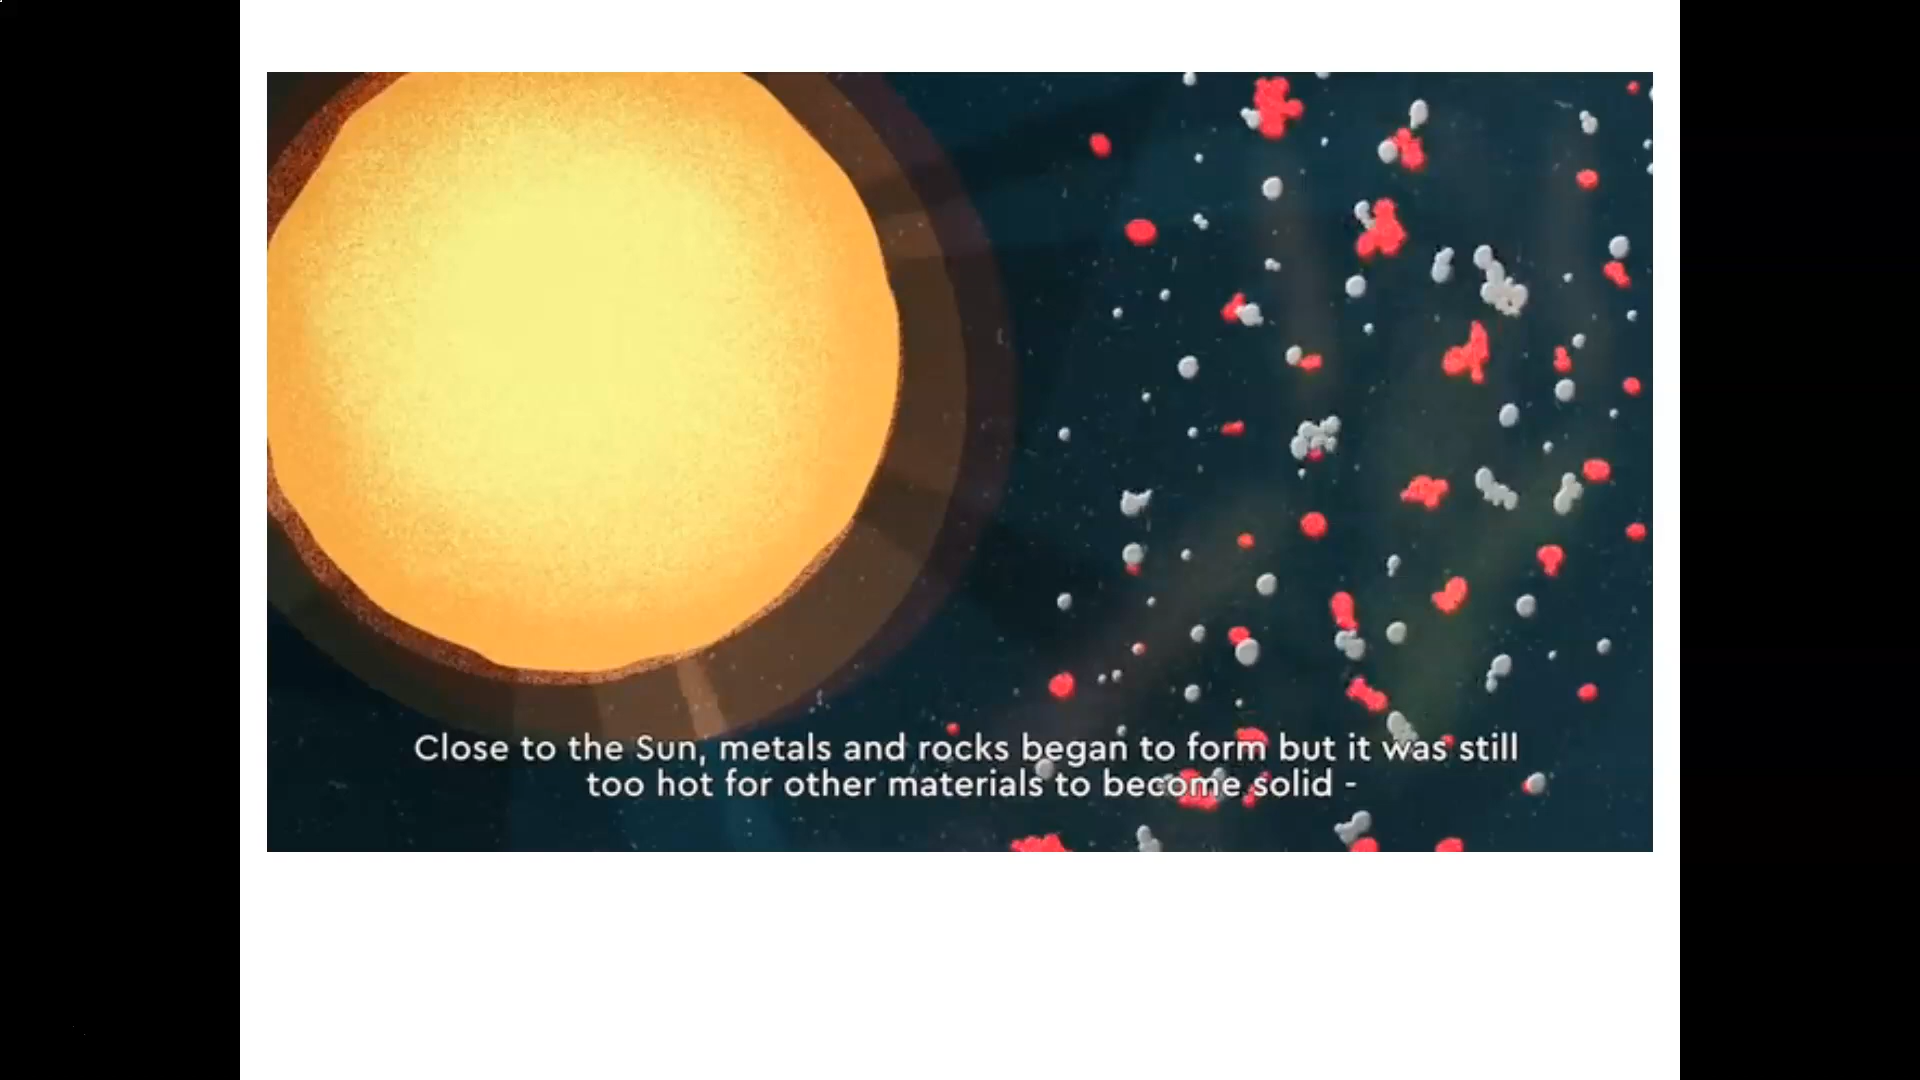 Close to the Sun, metals and rocks began to form but it was still
too hot for other materials to become solid -